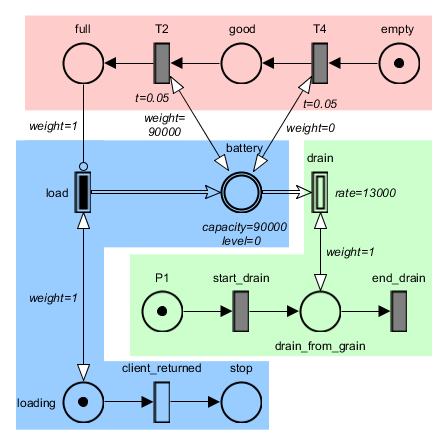 full
T2
good
T4
empty
t=0.05
t=0.05
weight=
90000
weight=1
weight=0
battery
drain
load
rate=13000
capacity=90000
level=0
weight=1
P1
start_drain
end_drain
weight=1
drain_from_grain
client_returned
stop
loading